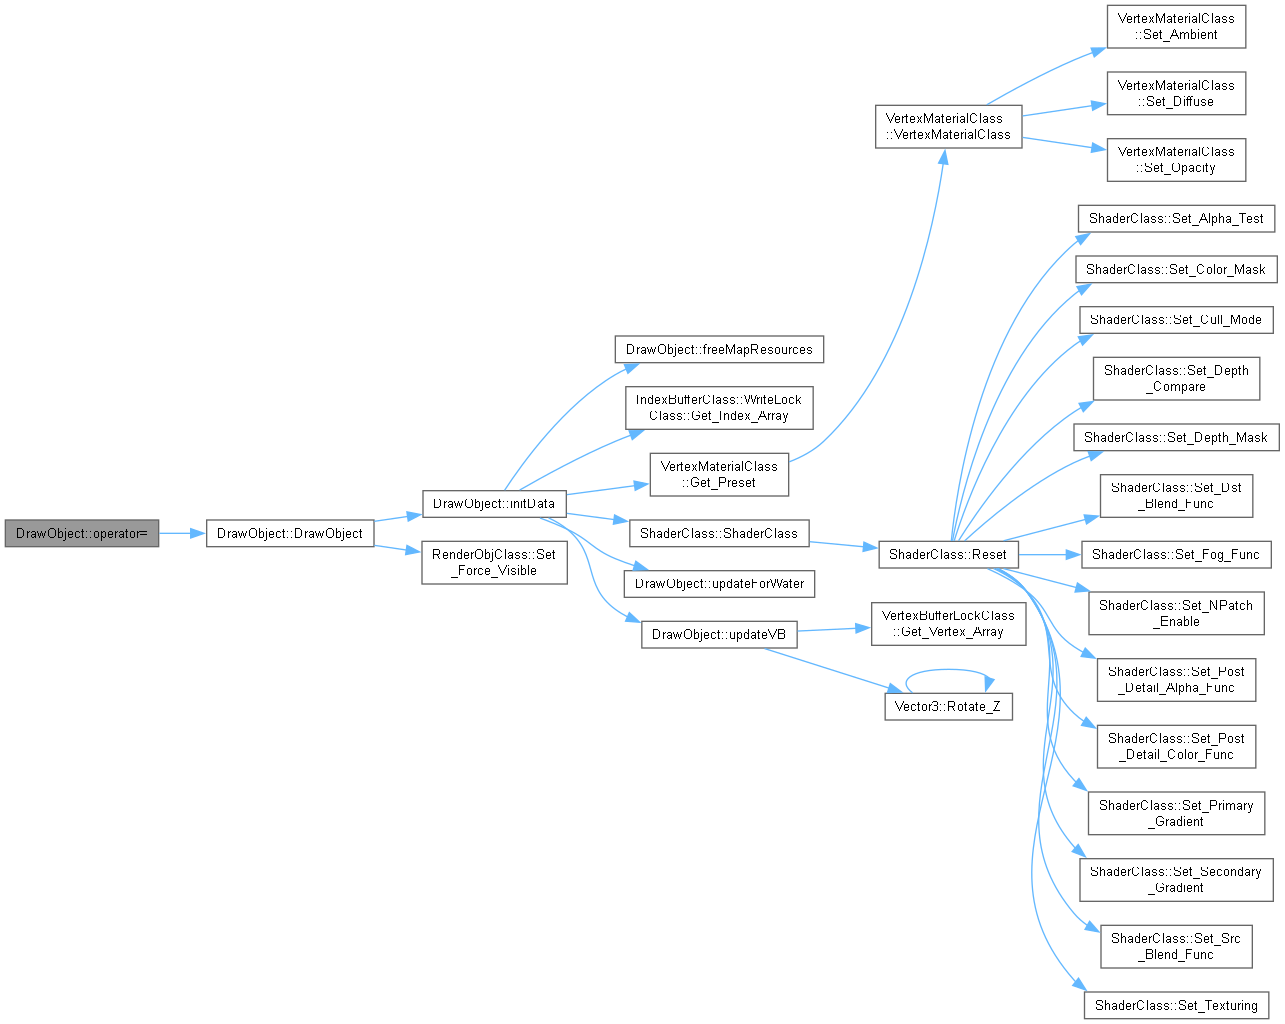 DrawObject::operator=
DrawObject::DrawObject
DrawObject::initData
RenderObjClass::Set
_Force_Visible
DrawObject::freeMapResources
IndexBufferClass::WriteLock
Class::Get_Index_Array
VertexMaterialClass
::Get_Preset
ShaderClass::ShaderClass
DrawObject::updateForWater
DrawObject::updateVB
VertexMaterialClass
::VertexMaterialClass
ShaderClass::Reset
VertexBufferLockClass
::Get_Vertex_Array
Vector3::Rotate_Z
VertexMaterialClass
::Set_Ambient
VertexMaterialClass
::Set_Diffuse
VertexMaterialClass
::Set_Opacity
ShaderClass::Set_Alpha_Test
ShaderClass::Set_Color_Mask
ShaderClass::Set_Cull_Mode
ShaderClass::Set_Depth
_Compare
ShaderClass::Set_Depth_Mask
ShaderClass::Set_Dst
_Blend_Func
ShaderClass::Set_Fog_Func
ShaderClass::Set_NPatch
_Enable
ShaderClass::Set_Post
_Detail_Alpha_Func
ShaderClass::Set_Post
_Detail_Color_Func
ShaderClass::Set_Primary
_Gradient
ShaderClass::Set_Secondary
_Gradient
ShaderClass::Set_Src
_Blend_Func
ShaderClass::Set_Texturing